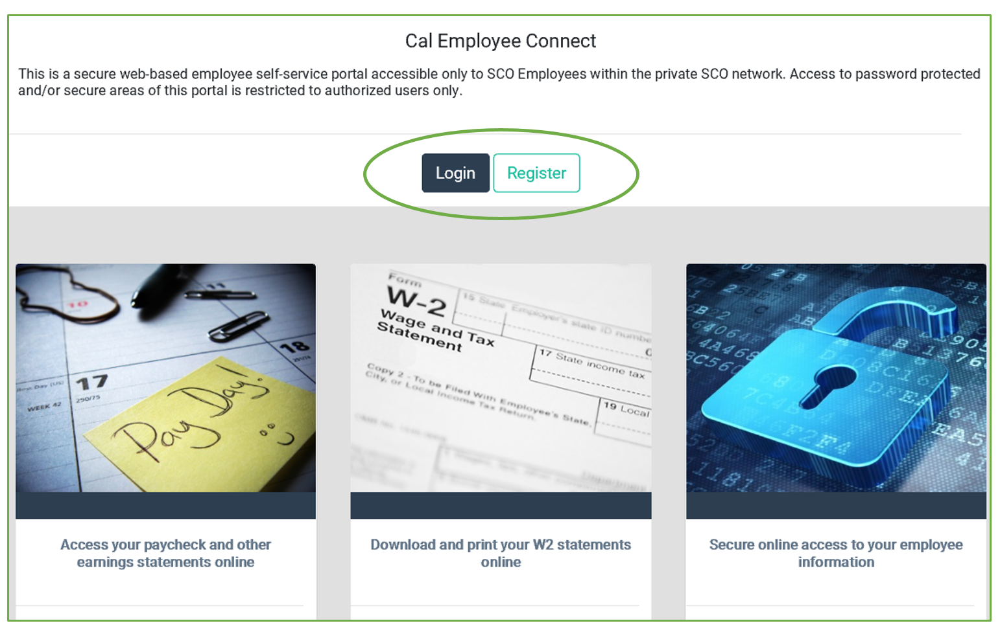 Cal Employee Connect
This is a secure web-based employee self-service portal accessible only to SCO Employees within the private SCO network. Access to password protected
and/or secure areas of this portal is restricted to authorized users only.
Login Register
10
11
18
291/74
17
290/75
WEEK 42
Pay Day!
Form
W-2
Wage and Tax
Statement
15 State Employer's state ID
17 State income tax
Copy 2 - To be Filed With Employee's State,
City, or Local Income Tax Return.
19 Local
Access your paycheck and other
earnings statements online
Download and print your W2 statements
online
Secure online access to your employee
information